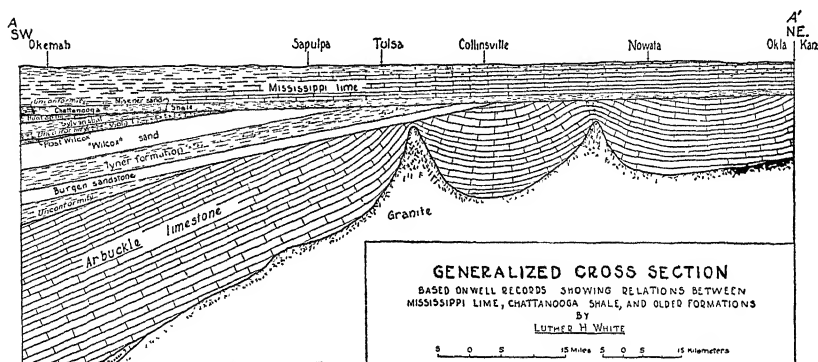 A
SW
A'
NE.
Okemah Sapulpa Tulsa Collinsville Nowata Okla Kan
Mississippi lime
Unconformity Misener sand
Chattanooga Shale
Sylvan
Unconformity
Post Wilcox
"Wilcox" sand
Tyner formation
Burgen sandstone
Unconformity
Arbuckle limestone
Granite
GENERALIZED CROSS SECTION
BASED ON WELL RECORDS SHOWING RELATIONS BETWEEN
MISSISSIPPI LIME, CHATTANOOGA SHALE, AND OLDER FORMATIONS
BY
LUTHER H WHITE
5 0 5 15 Miles 5 0 5 15 Kilometers